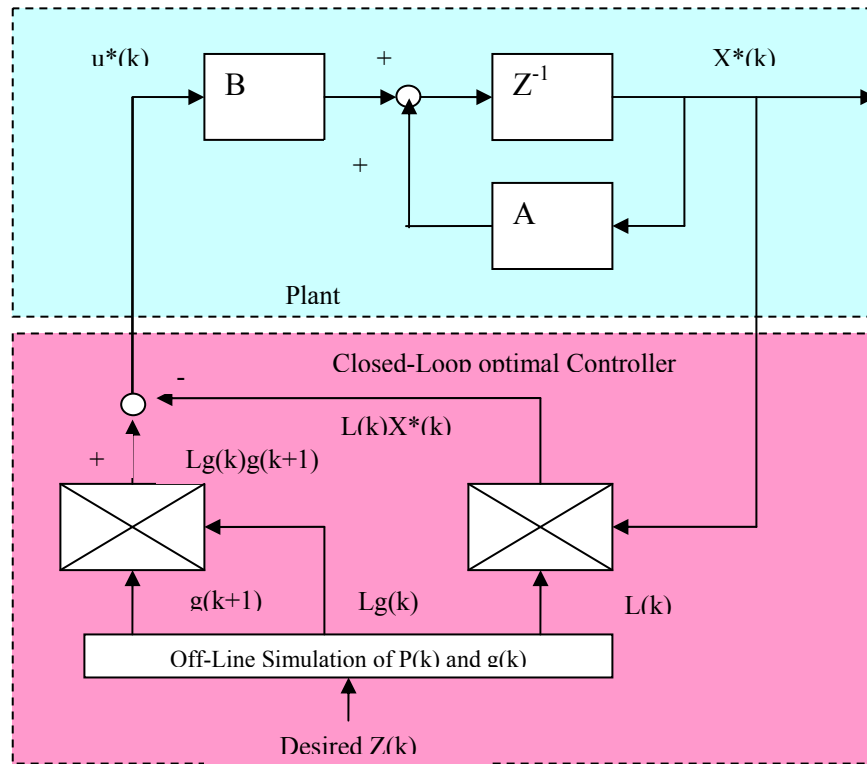 u*(k)
+
X*(k)
B
Z-1
+
A
Plant
Closed-Loop optimal Controller
-
L(k)X*(k)
+
Lg(k)g(k+1)
g(k+1)
Lg(k)
L(k)
Off-Line Simulation of P(k) and g(k)
Desired Z(k)